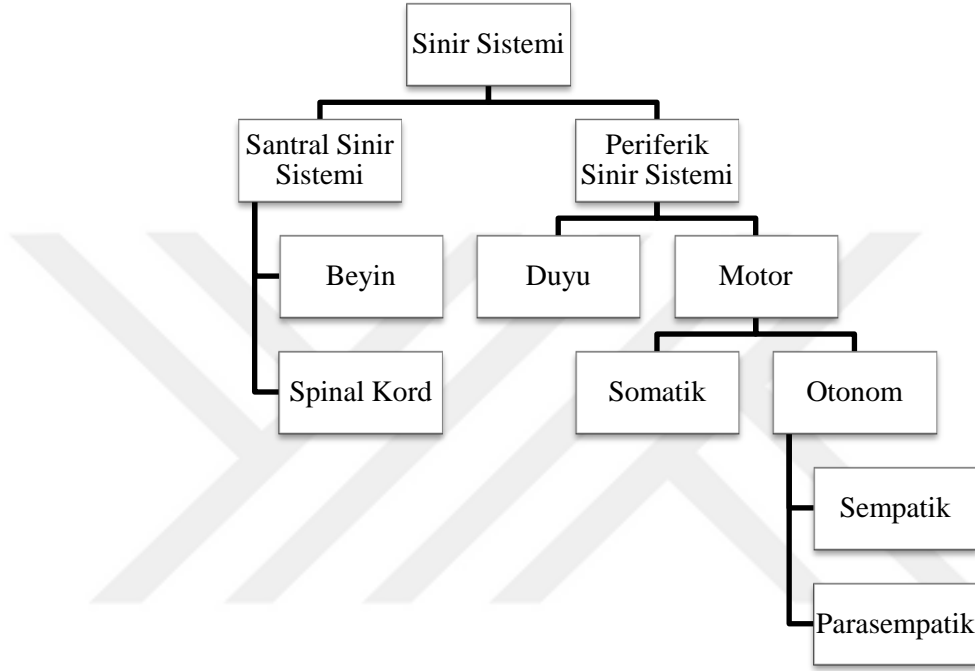 Sinir Sistemi
Santral Sinir
Sistemi
Periferik
Sinir Sistemi
Beyin
Duyu
Motor
Spinal Kord
Somatik
Otonom
Sempatik
Parasempatik